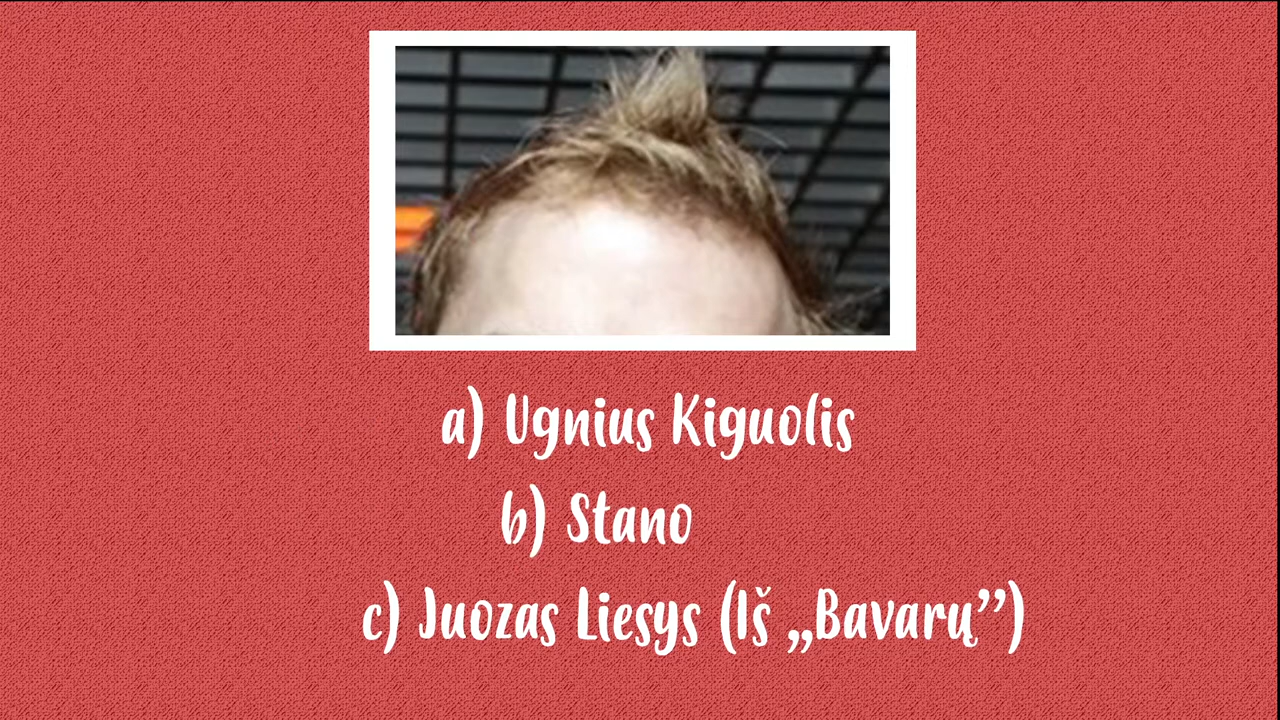 a) Ugnius Kiguolis
b) Stano
c) Juozas Liesys (Iš „Bavarų”)